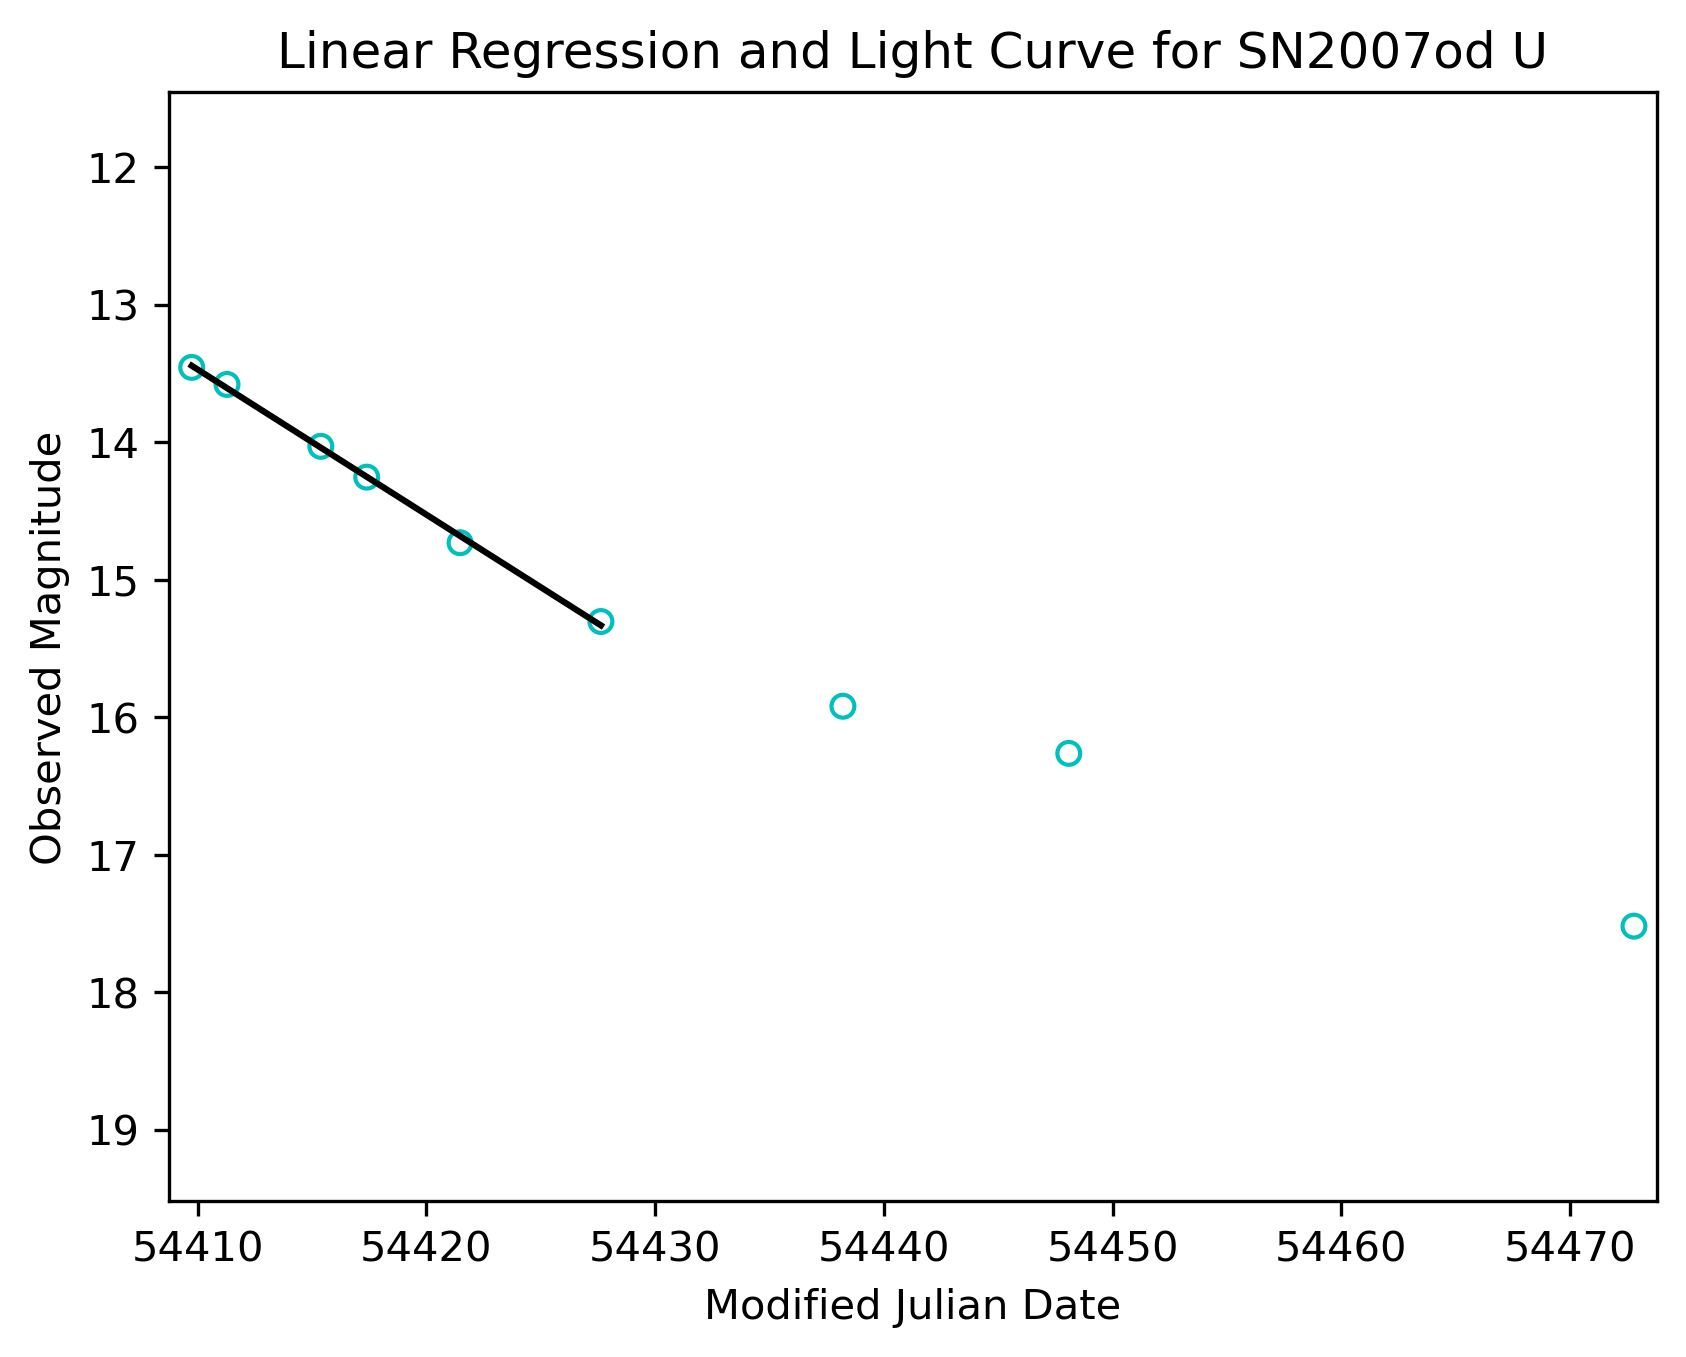 Linear Regression and Light Curve for SN2007od U
12
13
14
15
16
17
18
19
Observed Magnitude
54410 54420 54430 54440 54450 54460 54470
Modified Julian Date